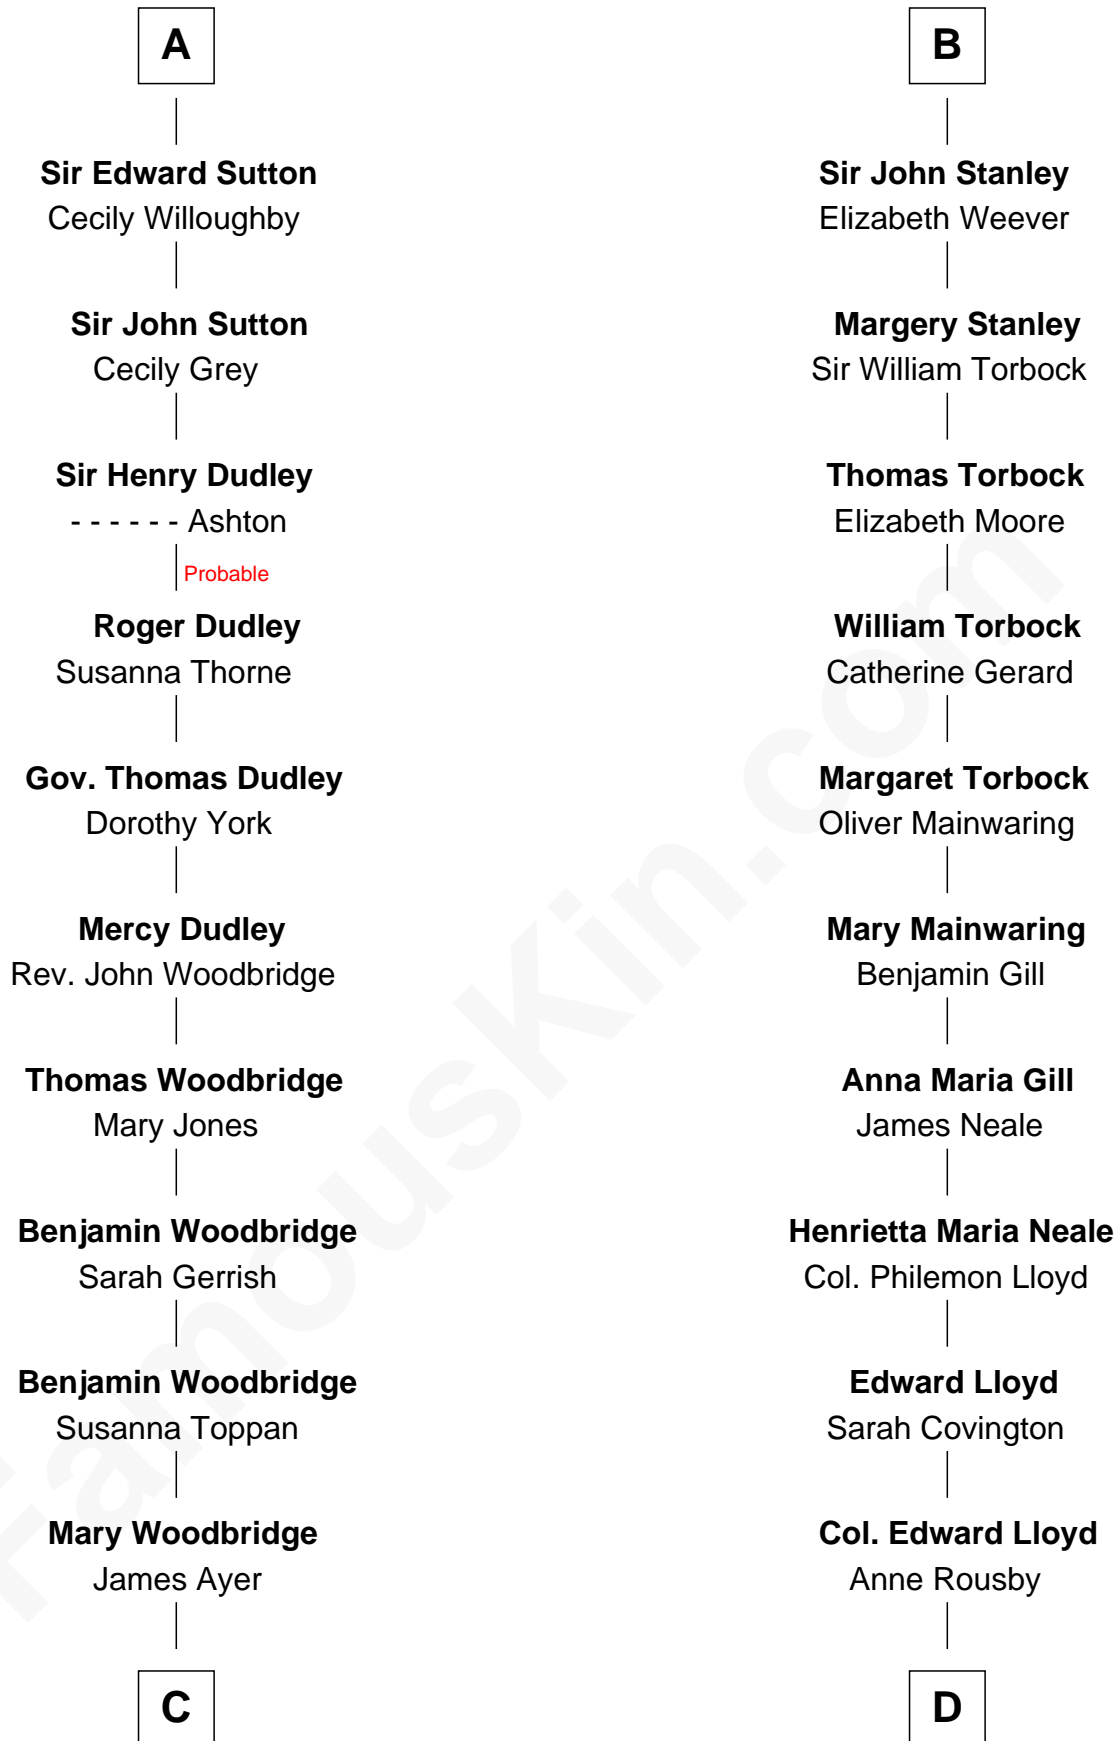 A
Sir Edward Sutton
Cecily Willoughby
Sir John Sutton
Cecily Grey
Sir Henry Dudley
- - - - - - Ashton
Probable
Roger Dudley
Susanna Thorne
Gov. Thomas Dudley
Dorothy York
Mercy Dudley
Rev. John Woodbridge
Thomas Woodbridge
Mary Jones
Benjamin Woodbridge
Sarah Gerrish
Benjamin Woodbridge
Susanna Toppan
Mary Woodbridge
James Ayer
C
B
Sir John Stanley
Elizabeth Weever
Margery Stanley
Sir William Torbock
Thomas Torbock
Elizabeth Moore
William Torbock
Catherine Gerard
Margaret Torbock
Oliver Mainwaring
Mary Mainwaring
Benjamin Gill
Anna Maria Gill
James Neale
Henrietta Maria Neale
Col. Philemon Lloyd
Edward Lloyd
Sarah Covington
Col. Edward Lloyd
Anne Rousby
D
FamousKin.com